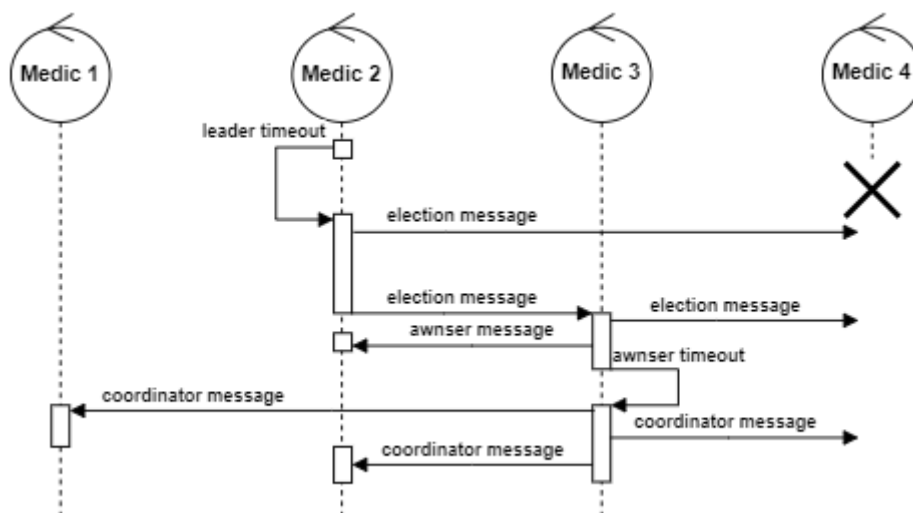 Medic 1
Medic 2
Medic 3
Medic 4
leader timeout
election message
election message
election message
awnser message
awnser timeout
coordinator message
coordinator message
coordinator message